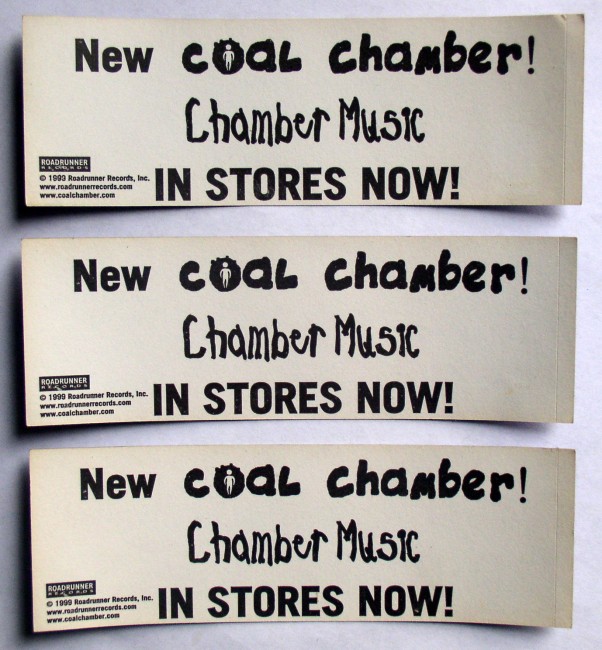 New COAL Chamber!
Chamber Music
ROADRUNNER
RECORDS
© 1999 Roadrunner Records, Inc.
www.roadrunnerrecords.com
www.coalchamber.com
IN STORES NOW!
New COAL Chamber!
Chamber Music
ROADRUNNER
RECORDS
© 1999 Roadrunner Records, Inc.
www.roadrunnerrecords.com
www.coalchamber.com
IN STORES NOW!
New COAL Chamber!
Chamber Music
ROADRUNNER
RECORDS
© 1999 Roadrunner Records, Inc.
www.roadrunnerrecords.com
www.coalchamber.com
IN STORES NOW!